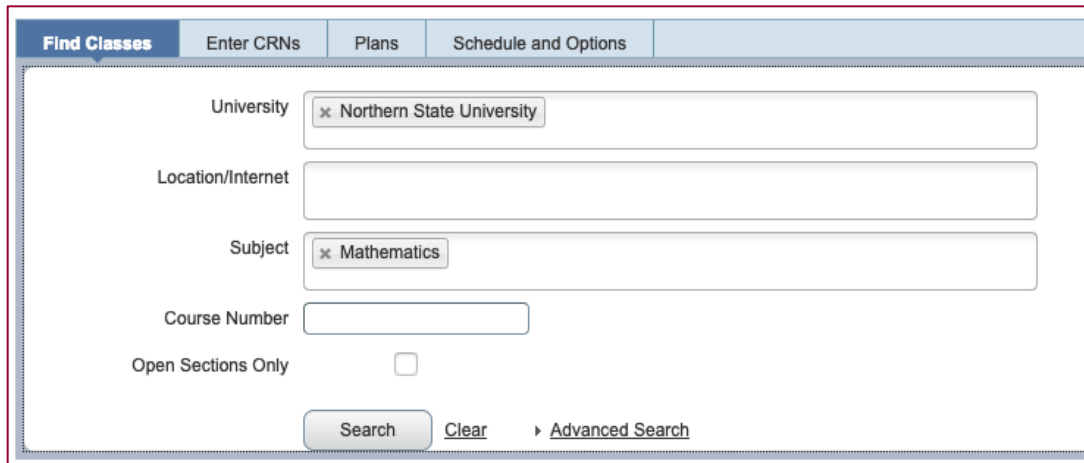 Find Classes Enter CRNs Plans Schedule and Options
University × Northern State University
Location/Internet
Subject × Mathematics
Course Number
Open Sections Only
Search Clear Advanced Search